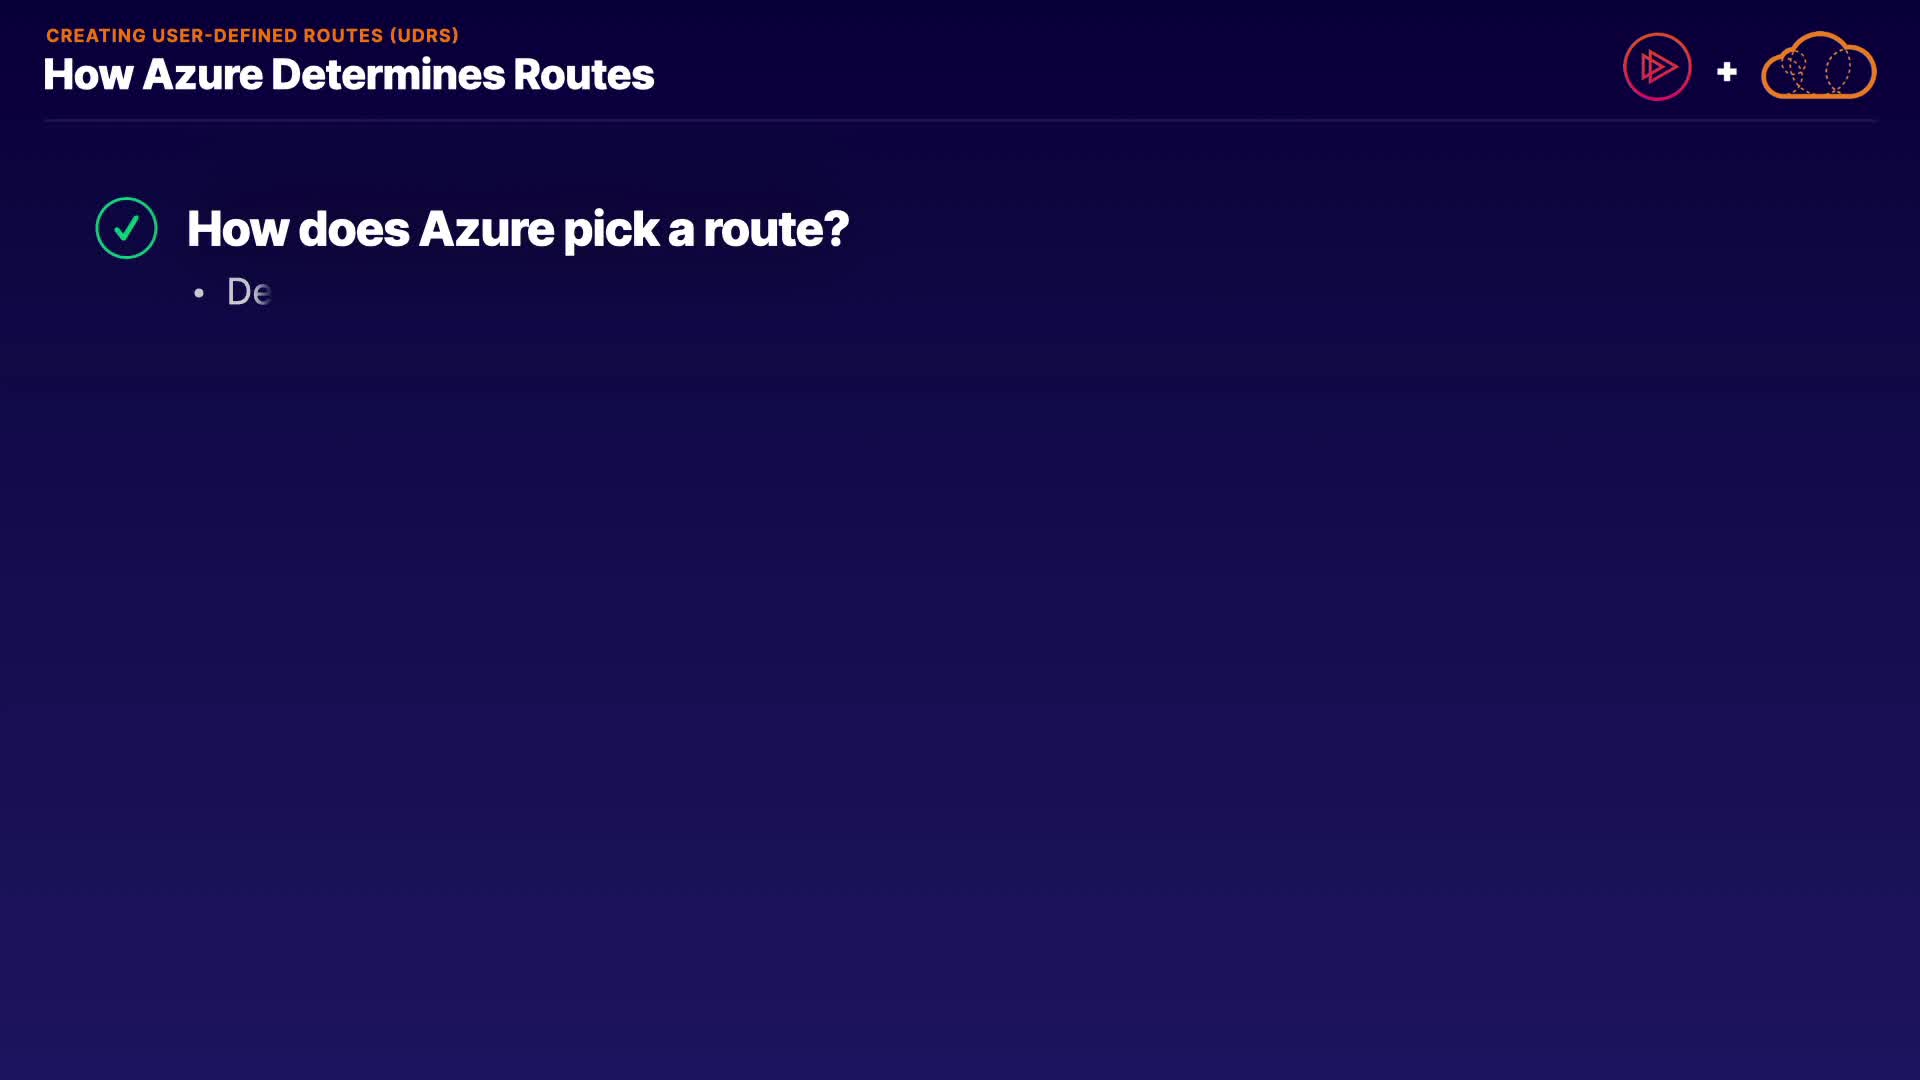 CREATING USER-DEFINED ROUTES (UDRS)
How Azure Determines Routes
+
How does Azure pick a route?
• De